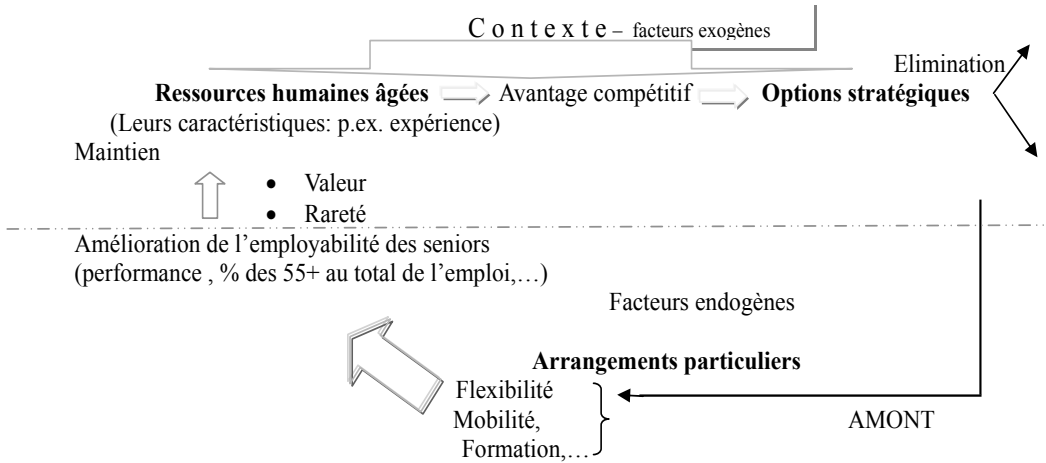 C o n t e x t e – facteurs exogènes
Elimination
Ressources humaines âgées Avantage compétitif Options stratégiques
(Leurs caractéristiques: p.ex. expérience)
Maintien
• Valeur
• Rareté
Amélioration de l’employabilité des seniors
(performance , % des 55+ au total de l’emploi,…)
Facteurs endogènes
Arrangements particuliers
Flexibilité
Mobilité, AMONT
Formation,…